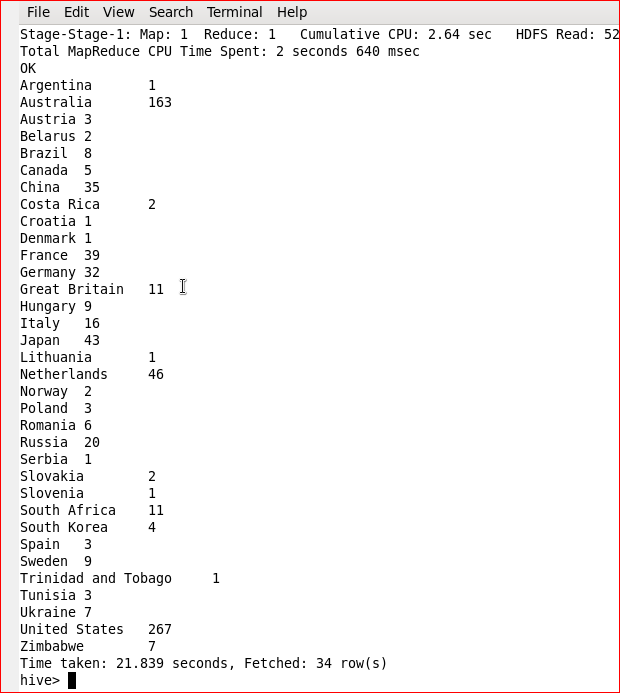 File Edit View Search Terminal Help
Stage-Stage-1: Map: 1  Reduce: 1   Cumulative CPU: 2.64 sec   HDFS Read: 52
Total MapReduce CPU Time Spent: 2 seconds 640 msec
OK
Argentina	1
Australia	163
Austria	3
Belarus	2
Brazil	8
Canada	5
China	35
Costa Rica	2
Croatia	1
Denmark	1
France	39
Germany	32
Great Britain	11
Hungary	9
Italy	16
Japan	43
Lithuania	1
Netherlands	46
Norway	2
Poland	3
Romania	6
Russia	20
Serbia	1
Slovakia	2
Slovenia	1
South Africa	11
South Korea	4
Spain	3
Sweden	9
Trinidad and Tobago	1
Tunisia	3
Ukraine	7
United States	267
Zimbabwe	7
Time taken: 21.839 seconds, Fetched: 34 row(s)
hive>